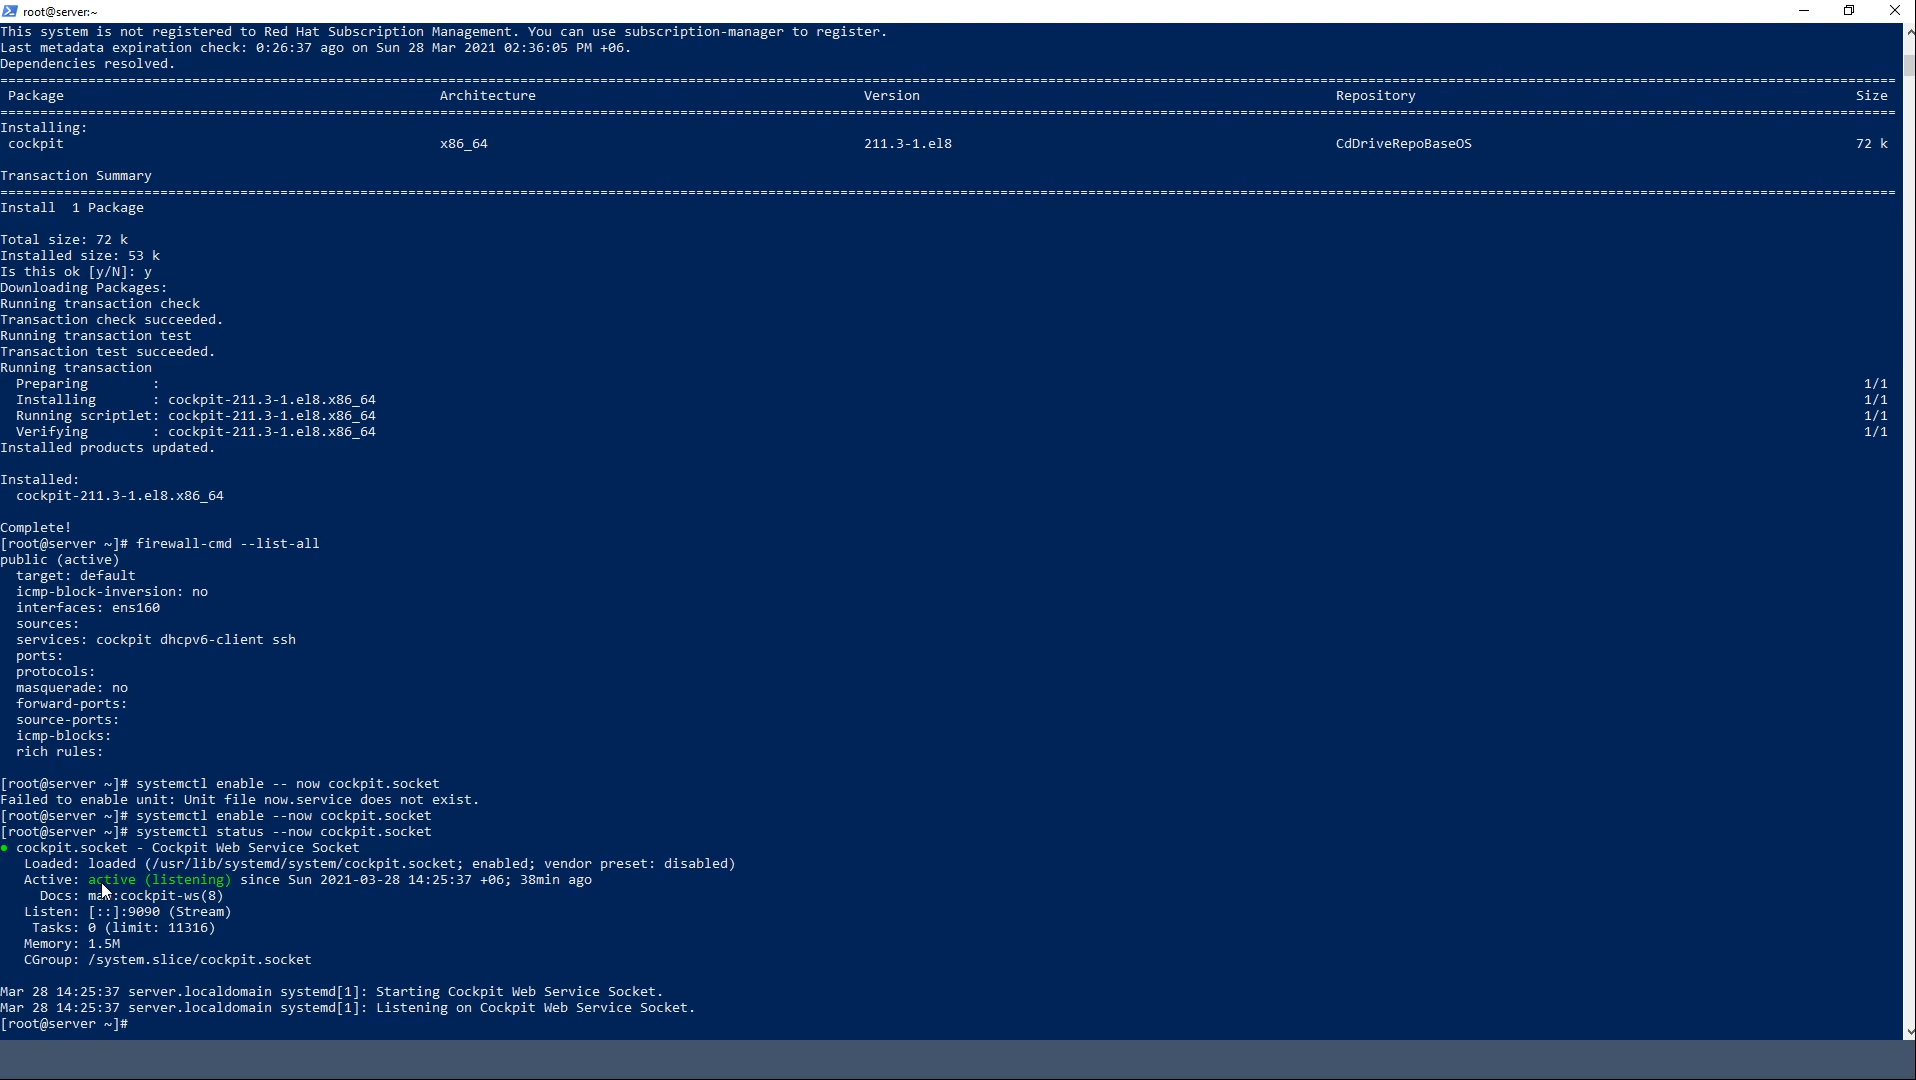 root@server:~
This system is not registered to Red Hat Subscription Management. You can use subscription-manager to register.
Last metadata expiration check: 0:26:37 ago on Sun 28 Mar 2021 02:36:05 PM +06.
Dependencies resolved.
Package Architecture Version Repository Size
Installing:
cockpit x86_64 211.3-1.el8 CdDriveRepoBaseOS 72 k
Transaction Summary
Install 1 Package
Total size: 72 k
Installed size: 53 k
Is this ok [y/N]: y
Downloading Packages:
Running transaction check
Transaction check succeeded.
Running transaction test
Transaction test succeeded.
Running transaction
Preparing : 1/1
Installing : cockpit-211.3-1.el8.x86_64 1/1
Running scriptlet: cockpit-211.3-1.el8.x86_64 1/1
Verifying : cockpit-211.3-1.el8.x86_64 1/1
Installed products updated.
Installed:
cockpit-211.3-1.el8.x86_64
Complete!
[root@server ~]# firewall-cmd --list-all
public (active)
target: default
icmp-block-inversion: no
interfaces: ens160
sources:
services: cockpit dhcpv6-client ssh
ports:
protocols:
masquerade: no
forward-ports:
source-ports:
icmp-blocks:
rich rules:
[root@server ~]# systemctl enable -- now cockpit.socket
Failed to enable unit: Unit file now.service does not exist.
[root@server ~]# systemctl enable --now cockpit.socket
[root@server ~]# systemctl status --now cockpit.socket
● cockpit.socket - Cockpit Web Service Socket
Loaded: loaded (/usr/lib/systemd/system/cockpit.socket; enabled; vendor preset: disabled)
Active: active (listening) since Sun 2021-03-28 14:25:37 +06; 38min ago
Docs: man:cockpit-ws(8)
Listen: [::]:9090 (Stream)
Tasks: 0 (limit: 11316)
Memory: 1.5M
CGroup: /system.slice/cockpit.socket
Mar 28 14:25:37 server.localdomain systemd[1]: Starting Cockpit Web Service Socket.
Mar 28 14:25:37 server.localdomain systemd[1]: Listening on Cockpit Web Service Socket.
[root@server ~]#